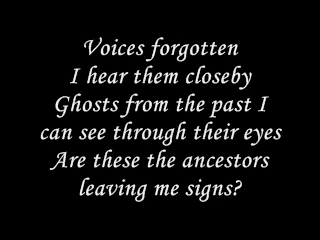 Voices forgotten
I hear them closeby
Ghosts from the past I
can see through their eyes
Are these the ancestors
leaving me signs?